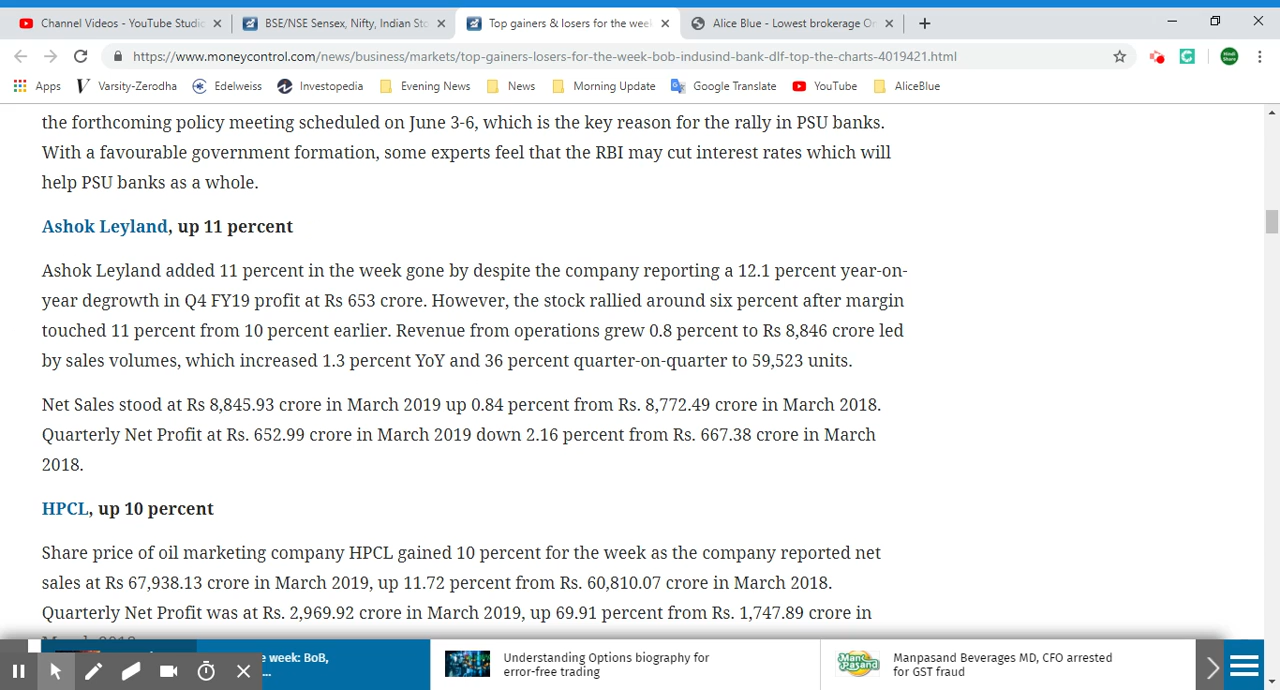 Channel Videos - YouTube Studio
BSE/NSE Sensex, Nifty, Indian Sto
Top gainers & losers for the week
Alice Blue - Lowest brokerage On
https://www.moneycontrol.com/news/business/markets/top-gainers-losers-for-the-week-bob-indusind-bank-dlf-top-the-charts-4019421.html
Apps Varsity-Zerodha Edelweiss Investopedia Evening News News Morning Update Google Translate YouTube AliceBlue
the forthcoming policy meeting scheduled on June 3-6, which is the key reason for the rally in PSU banks.
With a favourable government formation, some experts feel that the RBI may cut interest rates which will
help PSU banks as a whole.
Ashok Leyland, up 11 percent
Ashok Leyland added 11 percent in the week gone by despite the company reporting a 12.1 percent year-on-
year degrowth in Q4 FY19 profit at Rs 653 crore. However, the stock rallied around six percent after margin
touched 11 percent from 10 percent earlier. Revenue from operations grew 0.8 percent to Rs 8,846 crore led
by sales volumes, which increased 1.3 percent YoY and 36 percent quarter-on-quarter to 59,523 units.
Net Sales stood at Rs 8,845.93 crore in March 2019 up 0.84 percent from Rs. 8,772.49 crore in March 2018.
Quarterly Net Profit at Rs. 652.99 crore in March 2019 down 2.16 percent from Rs. 667.38 crore in March
2018.
HPCL, up 10 percent
Share price of oil marketing company HPCL gained 10 percent for the week as the company reported net
sales at Rs 67,938.13 crore in March 2019, up 11.72 percent from Rs. 60,810.07 crore in March 2018.
Quarterly Net Profit was at Rs. 2,969.92 crore in March 2019, up 69.91 percent from Rs. 1,747.89 crore in
e week: BoB,
...
Understanding Options biography for
error-free trading
Manpasand Beverages MD, CFO arrested
for GST fraud